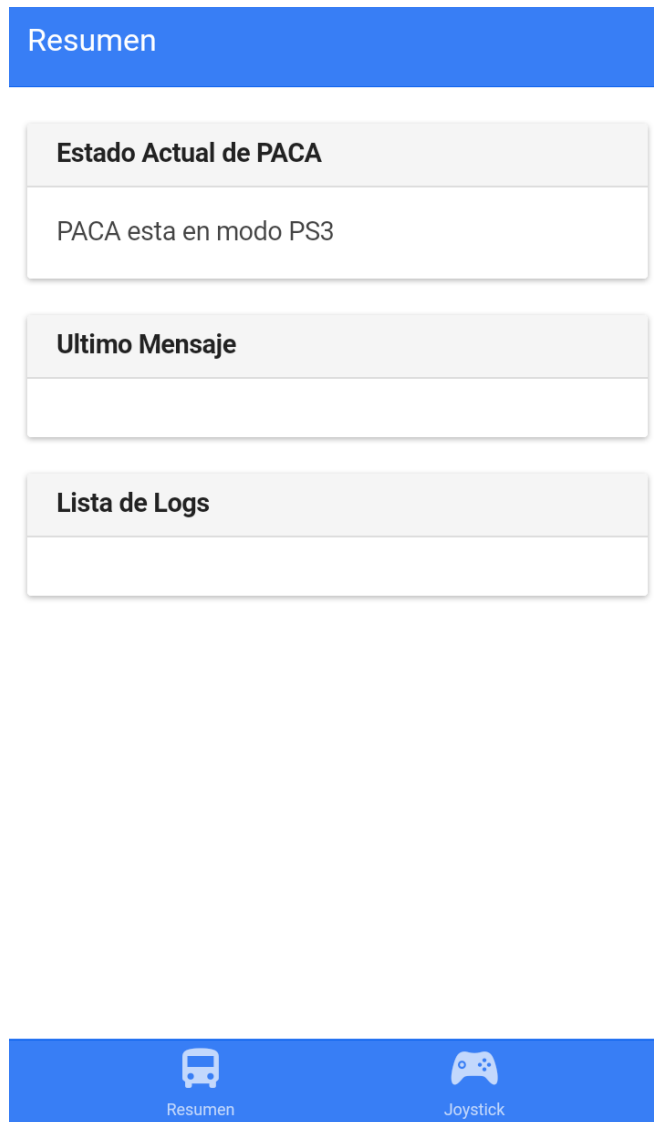 Resumen
Estado Actual de PACA
PACA esta en modo PS3
Ultimo Mensaje
Lista de Logs
Resumen
Joystick